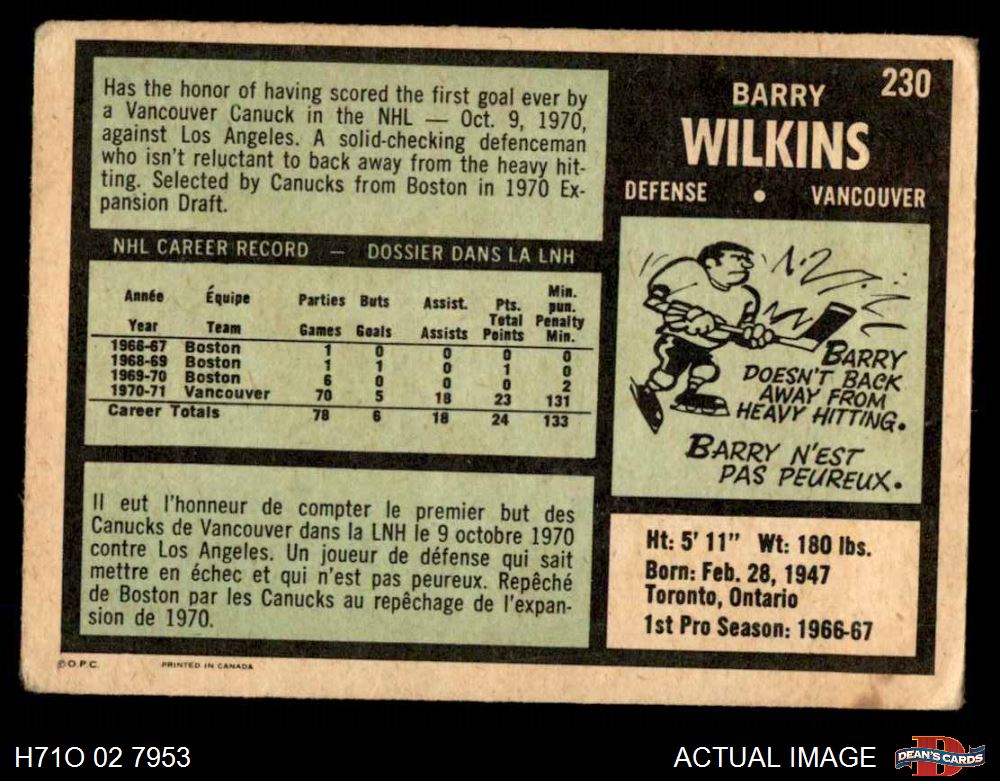 Has the honor of having scored the first goal ever by
a Vancouver Canuck in the NHL — Oct. 9, 1970,
against Los Angeles. A solid-checking defenceman
who isn't reluctant to back away from the heavy hit-
ting. Selected by Canucks from Boston in 1970 Ex-
pansion Draft.
230
BARRY
WILKINS
DEFENSE • VANCOUVER
NHL CAREER RECORD — DOSSIER DANS LA LNH
Année Équipe Parties Buts Assist. Pts. Min. pun.
Year Team Games Goals Assists Total Points Penalty Min.
1966-67 Boston 1 0 0 0 0
1968-69 Boston 1 1 0 1 0
1969-70 Boston 6 0 0 0 2
1970-71 Vancouver 70 5 18 23 131
Career Totals 78 6 18 24 133
BARRY
DOESN'T BACK
AWAY FROM
HEAVY HITTING.
BARRY N'EST
PAS PEUREUX.
Il eut l'honneur de compter le premier but des
Canucks de Vancouver dans la LNH le 9 octobre 1970
contre Los Angeles. Un joueur de défense qui sait
mettre en échec et qui n'est pas peureux. Repêché
de Boston par les Canucks au repêchage de l'expan-
sion de 1970.
Ht: 5' 11" Wt: 180 lbs.
Born: Feb. 28, 1947
Toronto, Ontario
1st Pro Season: 1966-67
©O.P.C. PRINTED IN CANADA
H71O 02 7953
ACTUAL IMAGE
D
DEAN'S CARDS